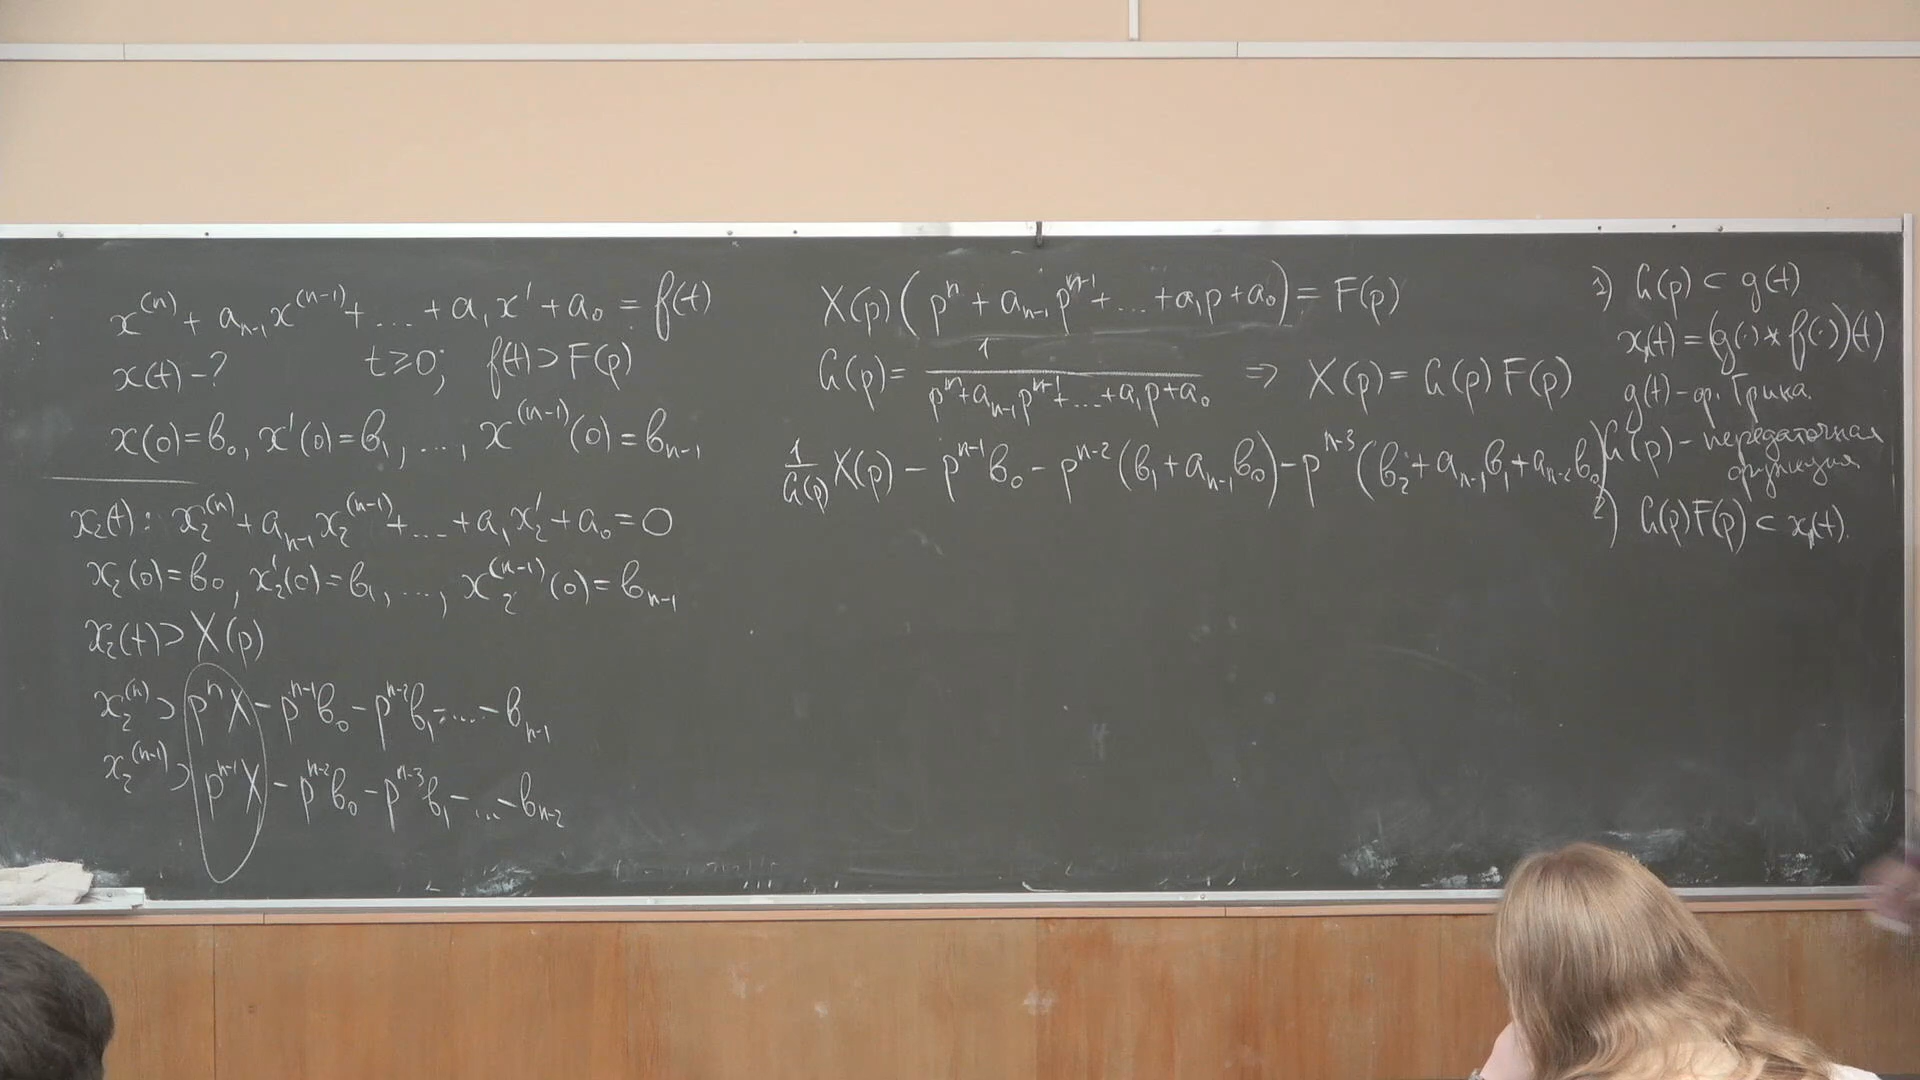 x^{(n)} + a_{n-1}x^{(n-1)} + ... + a_1x' + a_0 = f(t)
x(t) - ? t ≥ 0; f(t) > F(p)
x(0) = b_0, x'(0) = b_1, ..., x^{(n-1)}(0) = b_{n-1}
x_2(t): x_2^{(n)} + a_{n-1}x_2^{(n-1)} + ... + a_1x_2' + a_0 = 0
x_2(0) = b_0, x_2'(0) = b_1, ..., x_2^{(n-1)}(0) = b_{n-1}
x_2(t) ⊃ X(p)
x_2^{(n)} ⊃ p^nX - p^{n-1}b_0 - p^{n-2}b_1 - ... - b_{n-1}
x_2^{(n-1)} ⊃ p^{n-1}X - p^{n-2}b_0 - p^{n-3}b_1 - ... - b_{n-2}
X(p)(p^n + a_{n-1}p^{n-1} + ... + a_1p + a_0) = F(p)
G(p) = \frac{1}{p^n + a_{n-1}p^{n-1} + ... + a_1p + a_0} ⇒ X(p) = G(p)F(p)
\frac{1}{G(p)}X(p) - p^{n-1}b_0 - p^{n-2}(b_1 + a_{n-1}b_0) - p^{n-3}(b_2 + a_{n-1}b_1 + a_{n-2}b_0)
1) G(p) ⊂ g(t)
x_1(t) = (g(·) * f(·))(t)
g(t) - ф. Грина.
G(p) - передаточная
функция
2) G(p)F(p) ⊂ x_1(t).